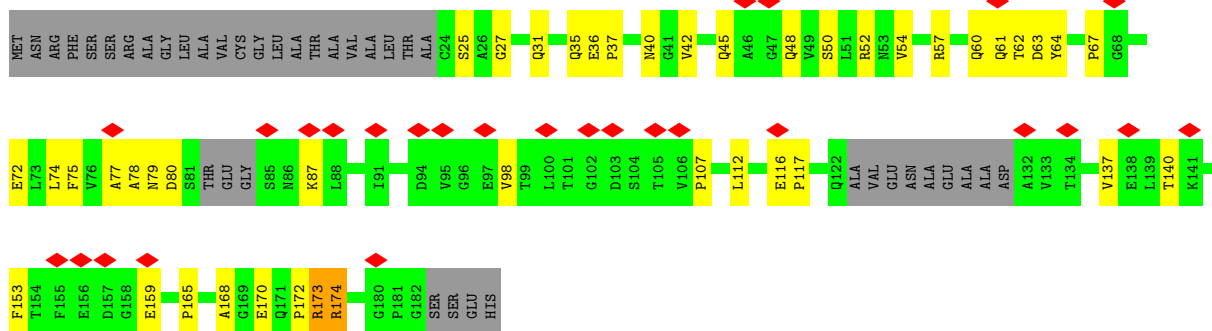 MET ASN ARG PHE SER SER ARG ALA GLY LEU ALA VAL CYS GLY LEU ALA THR ALA VAL ALA LEU THR ALA C24 S25 A26 G27 Q31 Q35 E36 P37 N40 G41 V42 Q45 A46 G47 Q48 V49 S50 L51 R52 N53 V54 R57 Q60 Q61 T62 D63 Y64 P67 G68
E72 L73 L74 F75 V76 A77 A78 N79 D80 S81 THR GLU GLY S85 N86 K87 L88 I91 D94 V95 G96 E97 V98 T99 L100 T101 G102 D103 S104 T105 V106 P107 L112 E116 P117 Q122 ALA VAL GLU ASN ALA GLU ALA ALA ASP A132 V133 T134 V137 E138 L139 T140 K141
F153 T154 F155 E156 D157 G158 E159 P165 A168 G169 E170 Q171 P172 R173 R174 G180 P181 G182 SER SER GLU HIS